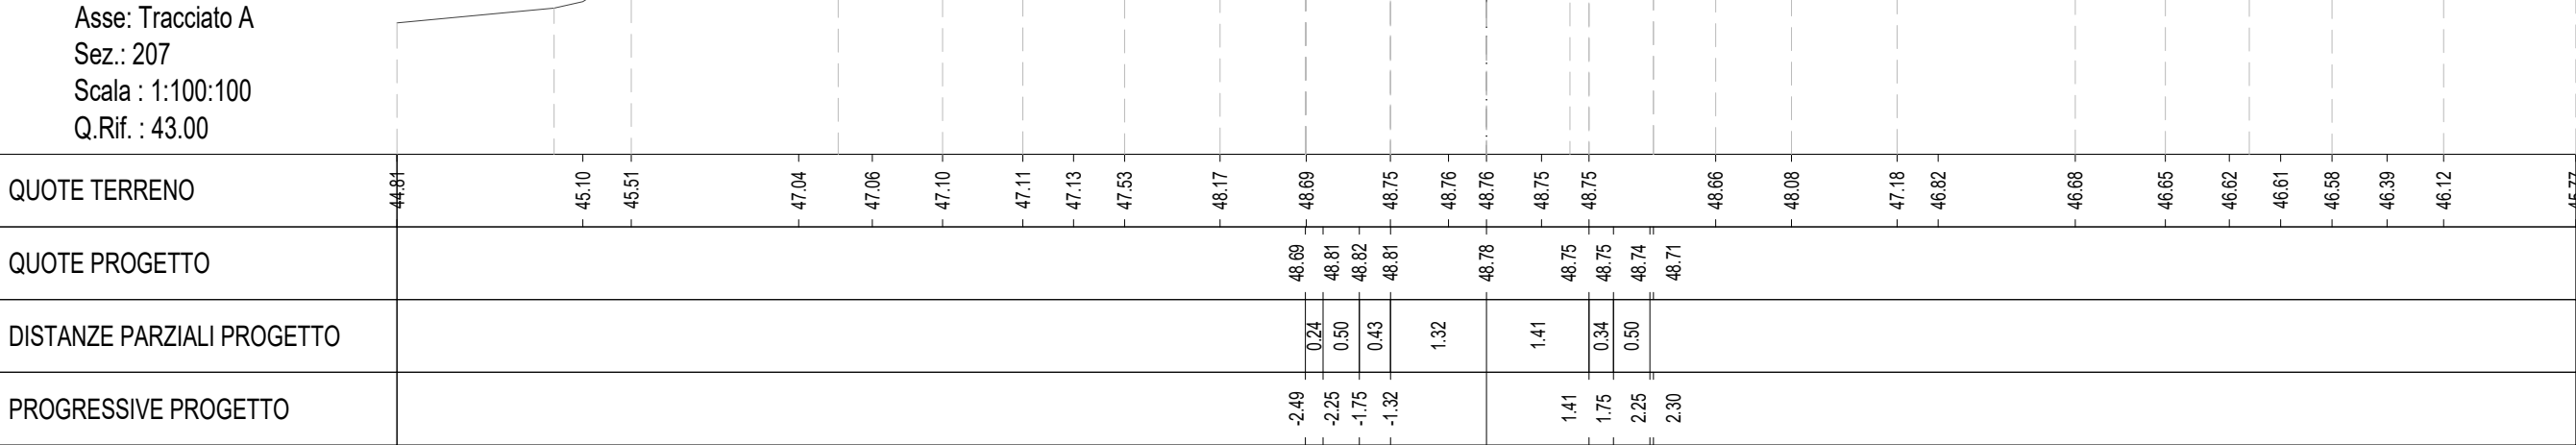 Asse: Tracciato A
Sez.: 207
Scala : 1:100:100
Q.Rif. : 43.00
QUOTE TERRENO 44.81 45.10 45.51 47.04 47.06 47.10 47.11 47.13 47.53 48.17 48.69 48.75 48.76 48.76 48.75 48.75 48.66 48.08 47.18 46.82 46.68 46.65 46.62 46.61 46.58 46.39 46.12 45.77
QUOTE PROGETTO 48.69 48.81 48.82 48.81 48.78 48.75 48.75 48.74 48.71
DISTANZE PARZIALI PROGETTO 0.24 0.50 0.43 1.32 1.41 0.34 0.50
PROGRESSIVE PROGETTO -2.49 -2.25 -1.75 -1.32 1.41 1.75 2.25 2.30